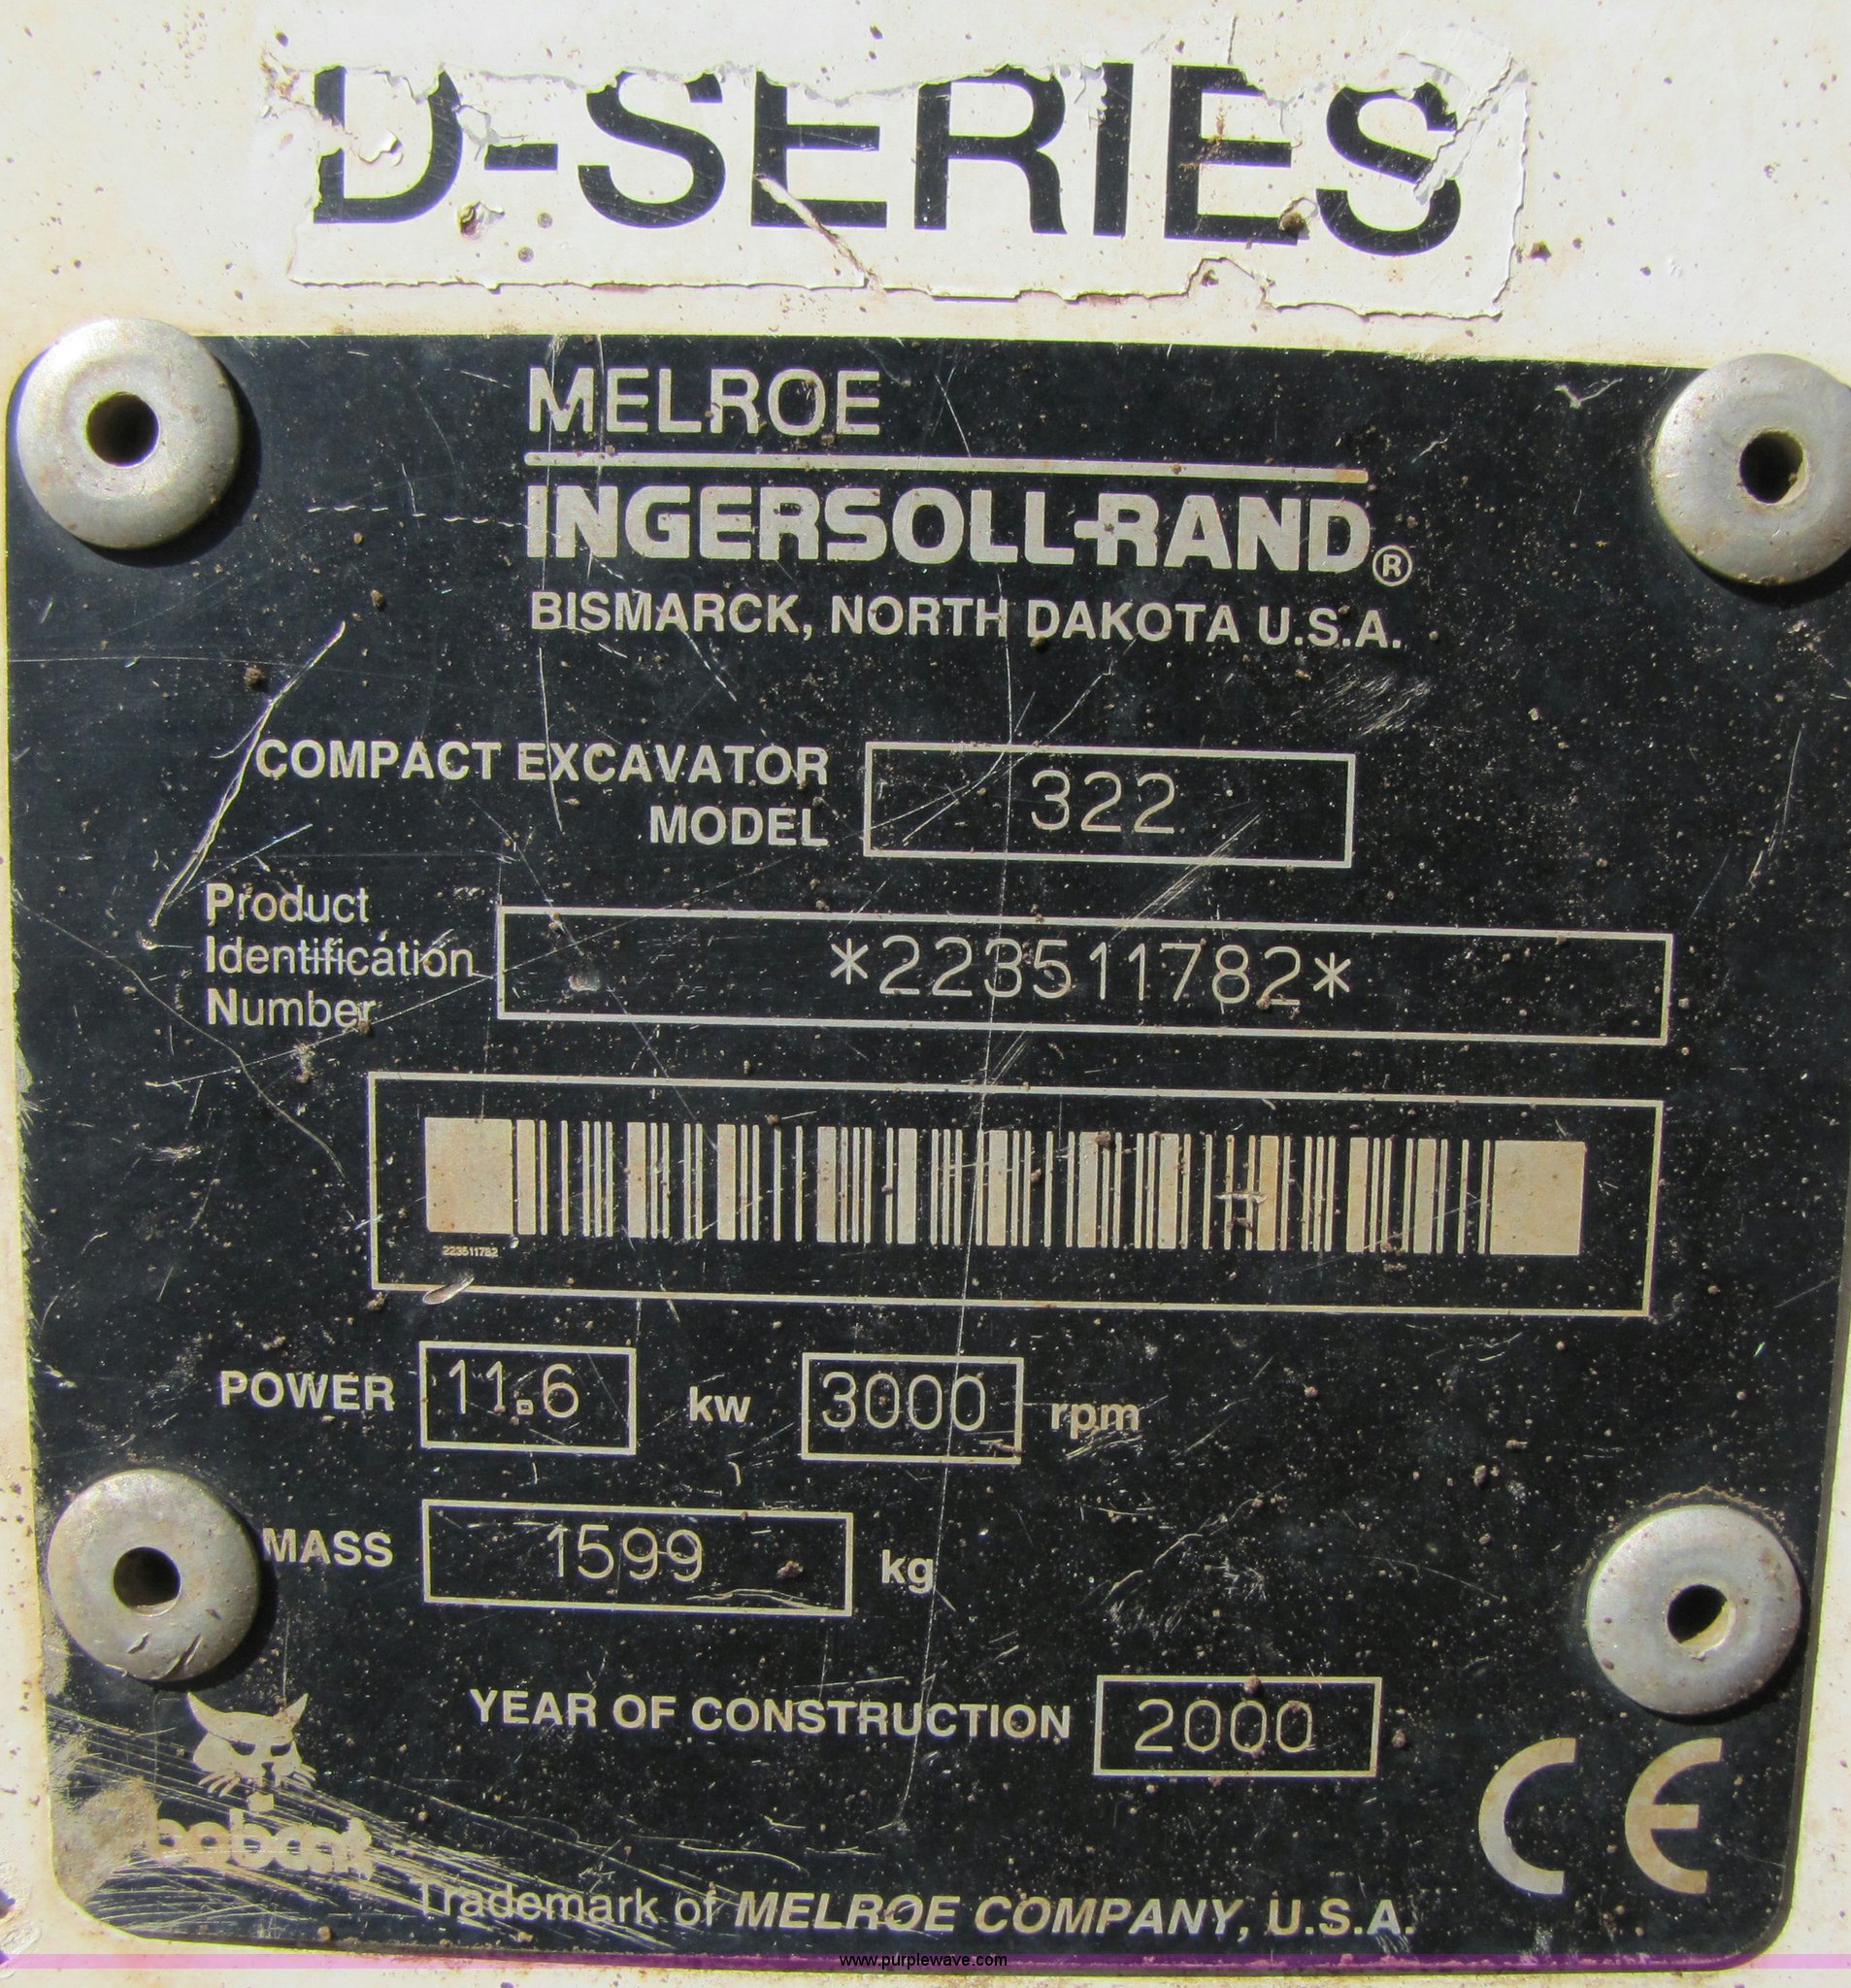 D-SERIES
MELROE
INGERSOLL-RAND®
BISMARCK, NORTH DAKOTA U.S.A.
COMPACT EXCAVATOR
MODEL 322
Product
Identification
Number *223511782*
223511782
POWER 11.6 kw 3000 rpm
MASS 1599 kg
YEAR OF CONSTRUCTION 2000
CE
bobcat
Trademark of MELROE COMPANY, U.S.A.
www.purplewave.com